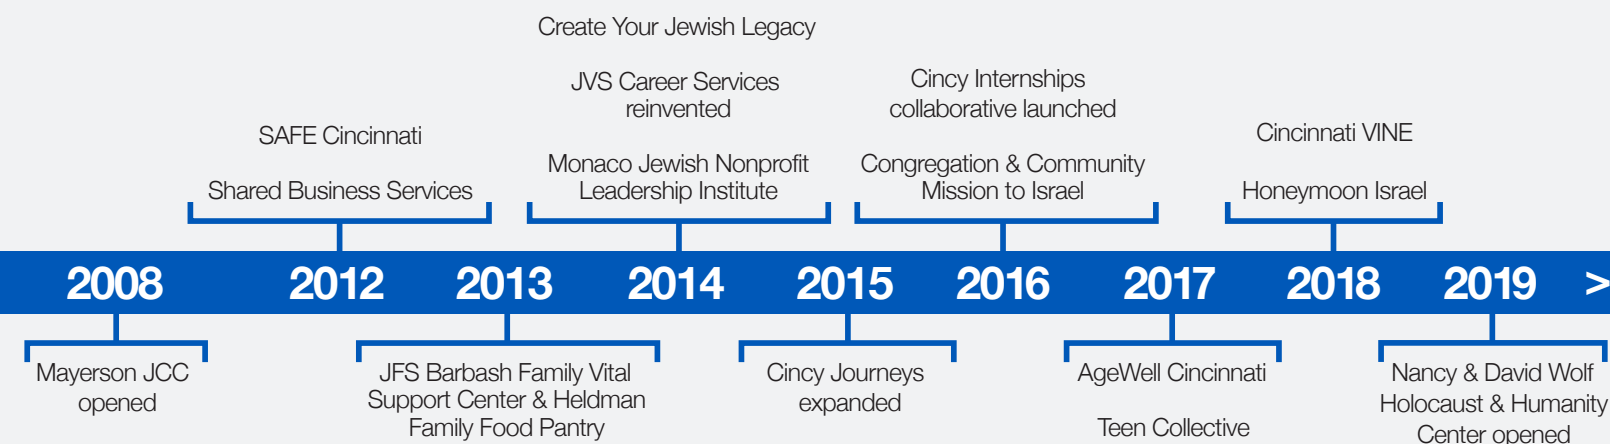 Create Your Jewish Legacy
JVS Career Services
reinvented
Monaco Jewish Nonprofit
Leadership Institute
Cincy Internships
collaborative launched
Congregation & Community
Mission to Israel
SAFE Cincinnati
Shared Business Services
Cincinnati VINE
Honeymoon Israel
2008 2012 2013 2014 2015 2016 2017 2018 2019 >
Mayerson JCC
opened
JFS Barbash Family Vital
Support Center & Heldman
Family Food Pantry
Cincy Journeys
expanded
AgeWell Cincinnati
Teen Collective
Nancy & David Wolf
Holocaust & Humanity
Center opened